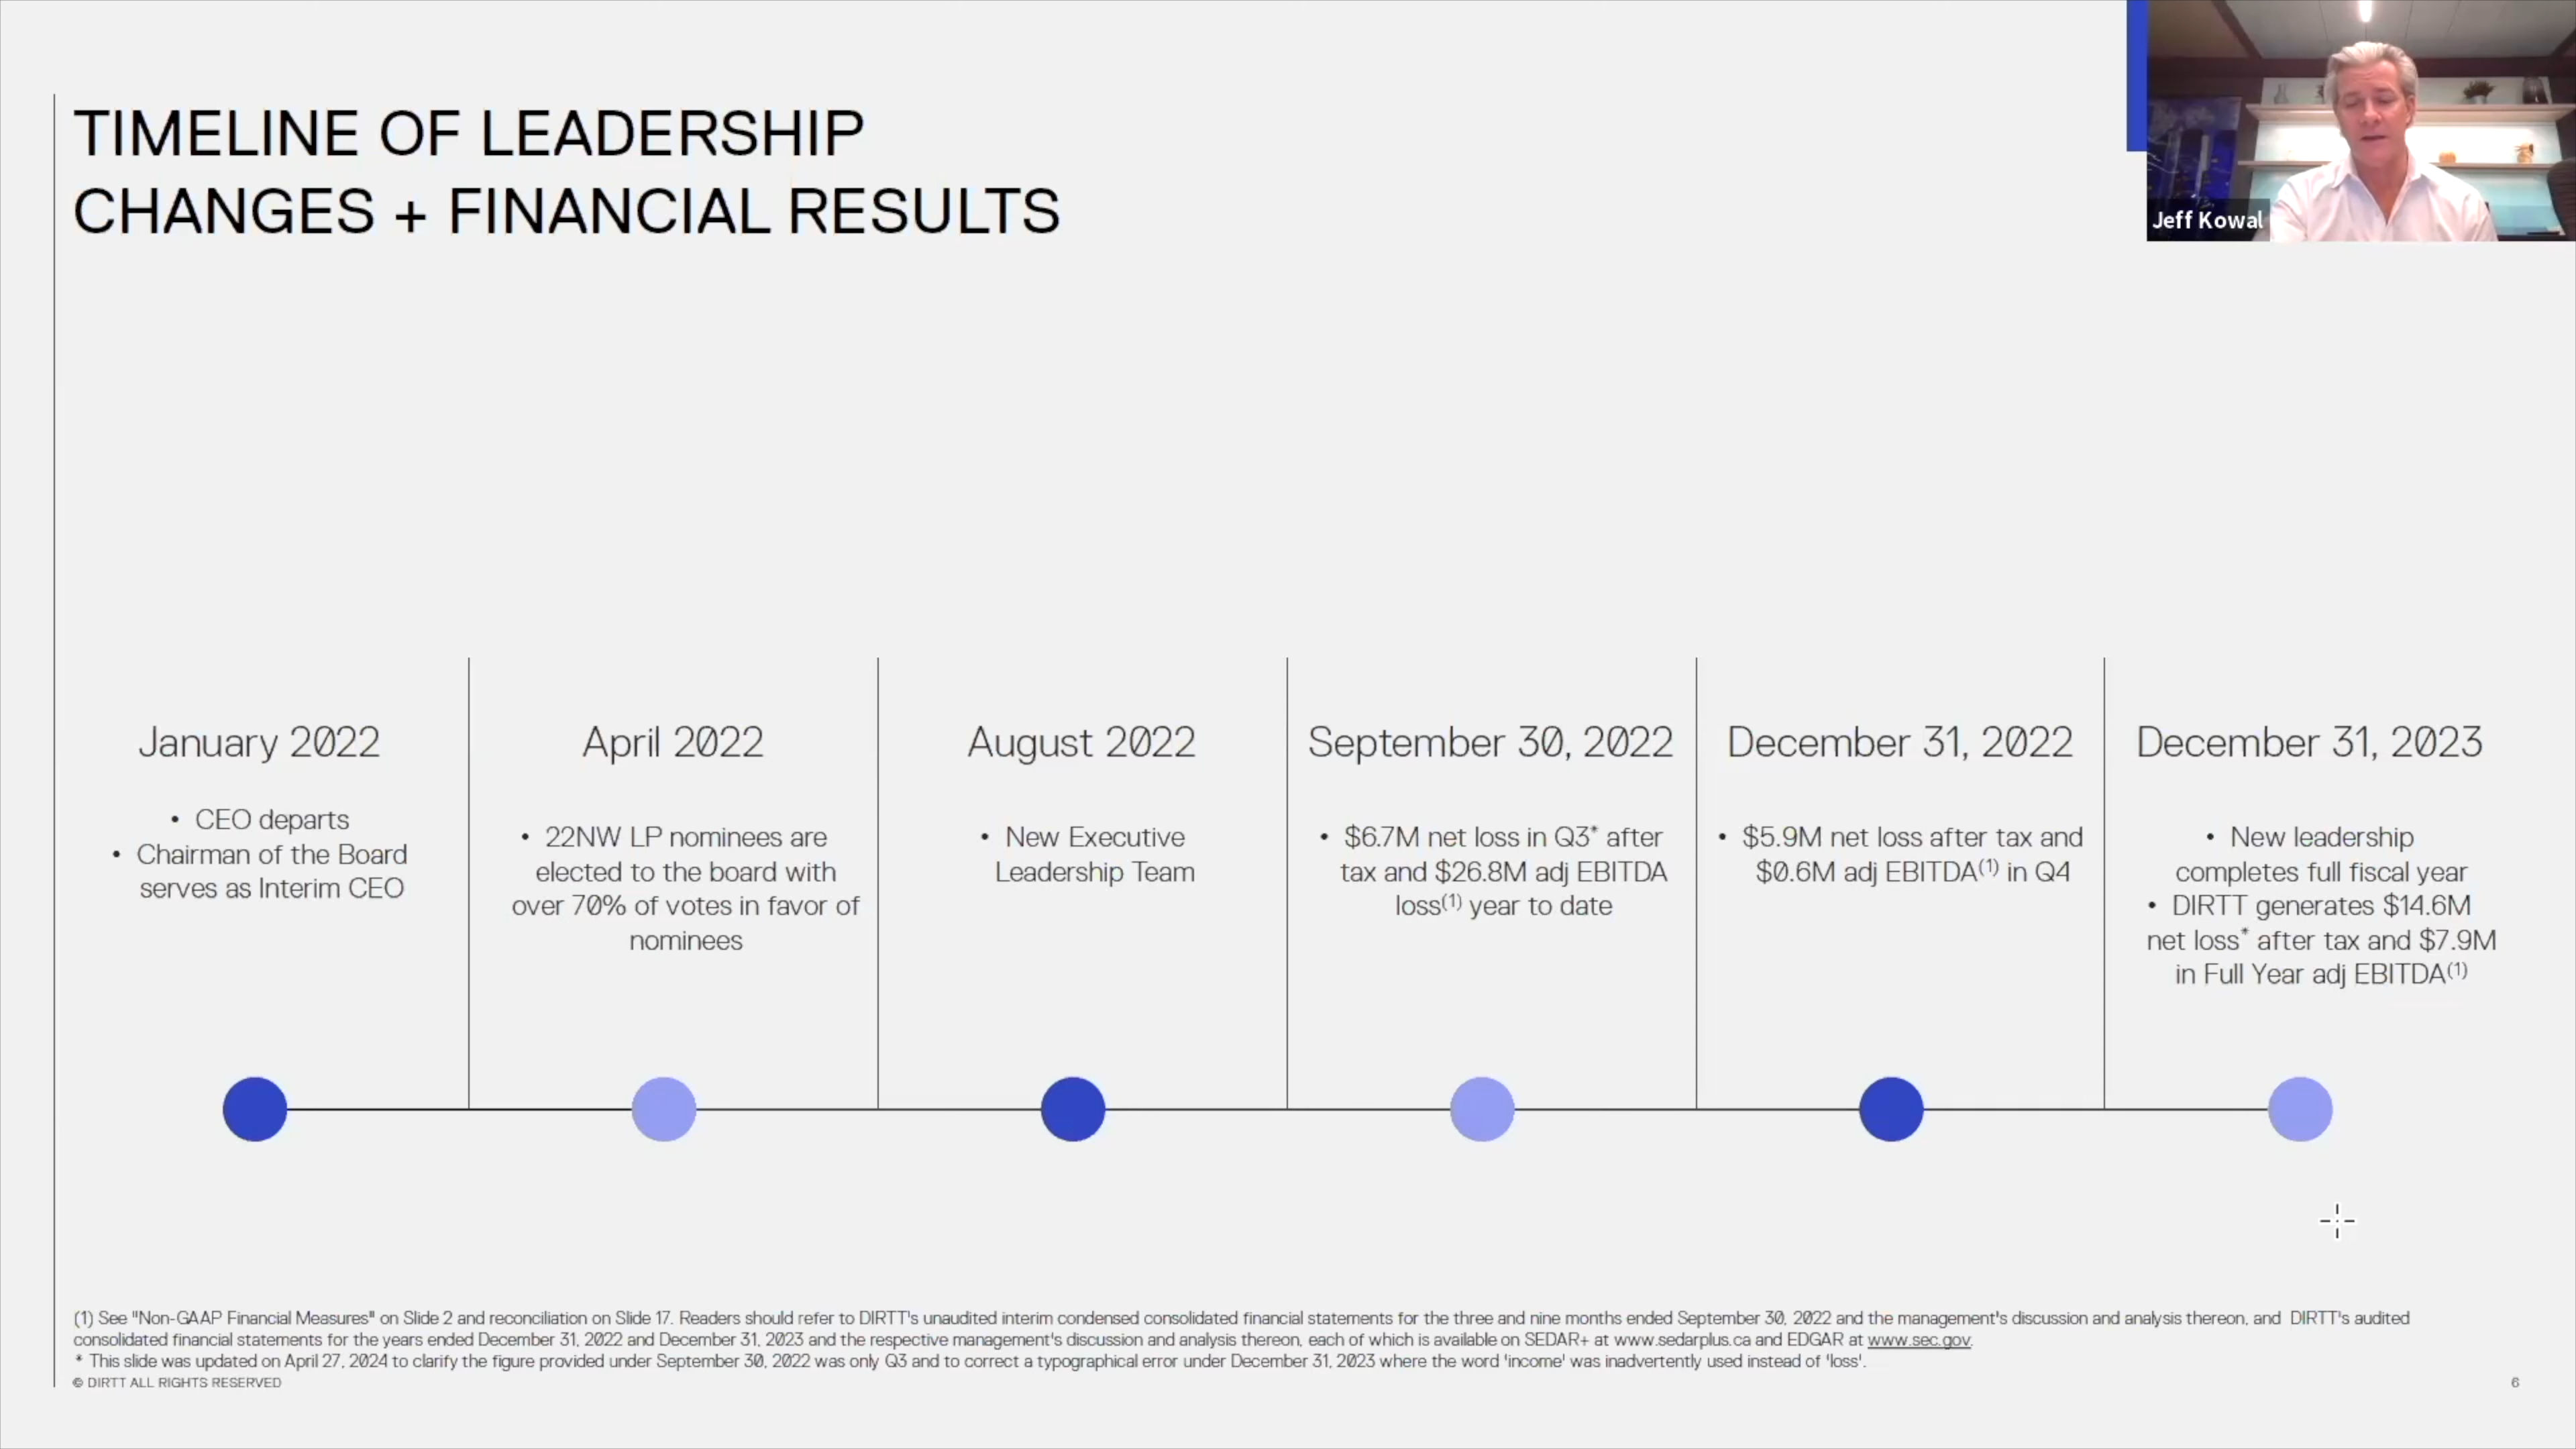 TIMELINE OF LEADERSHIP
CHANGES + FINANCIAL RESULTS
Jeff Kowal
January 2022
• CEO departs
• Chairman of the Board
serves as Interim CEO
April 2022
• 22NW LP nominees are
elected to the board with
over 70% of votes in favor of
nominees
August 2022
• New Executive
Leadership Team
September 30, 2022
• $6.7M net loss in Q3* after
tax and $26.8M adj EBITDA
loss(1) year to date
December 31, 2022
• $5.9M net loss after tax and
$0.6M adj EBITDA(1) in Q4
December 31, 2023
• New leadership
completes full fiscal year
• DIRTT generates $14.6M
net loss* after tax and $7.9M
in Full Year adj EBITDA(1)
(1) See "Non-GAAP Financial Measures" on Slide 2 and reconciliation on Slide 17. Readers should refer to DIRTT's unaudited interim condensed consolidated financial statements for the three and nine months ended September 30, 2022 and the management's discussion and analysis thereon, and DIRTT's audited
consolidated financial statements for the years ended December 31, 2022 and December 31, 2023 and the respective management's discussion and analysis thereon, each of which is available on SEDAR+ at www.sedarplus.ca and EDGAR at www.sec.gov.
* This slide was updated on April 27, 2024 to clarify the figure provided under September 30, 2022 was only Q3 and to correct a typographical error under December 31, 2023 where the word 'income' was inadvertently used instead of 'loss'.
© DIRTT ALL RIGHTS RESERVED
6